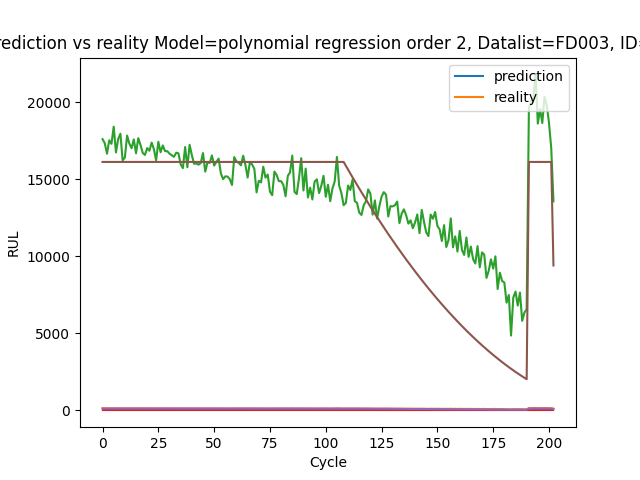 rediction vs reality Model=polynomial regression order 2, Datalist=FD003, ID=
prediction
reality
RUL
20000
15000
10000
5000
0
0 25 50 75 100 125 150 175 200
Cycle